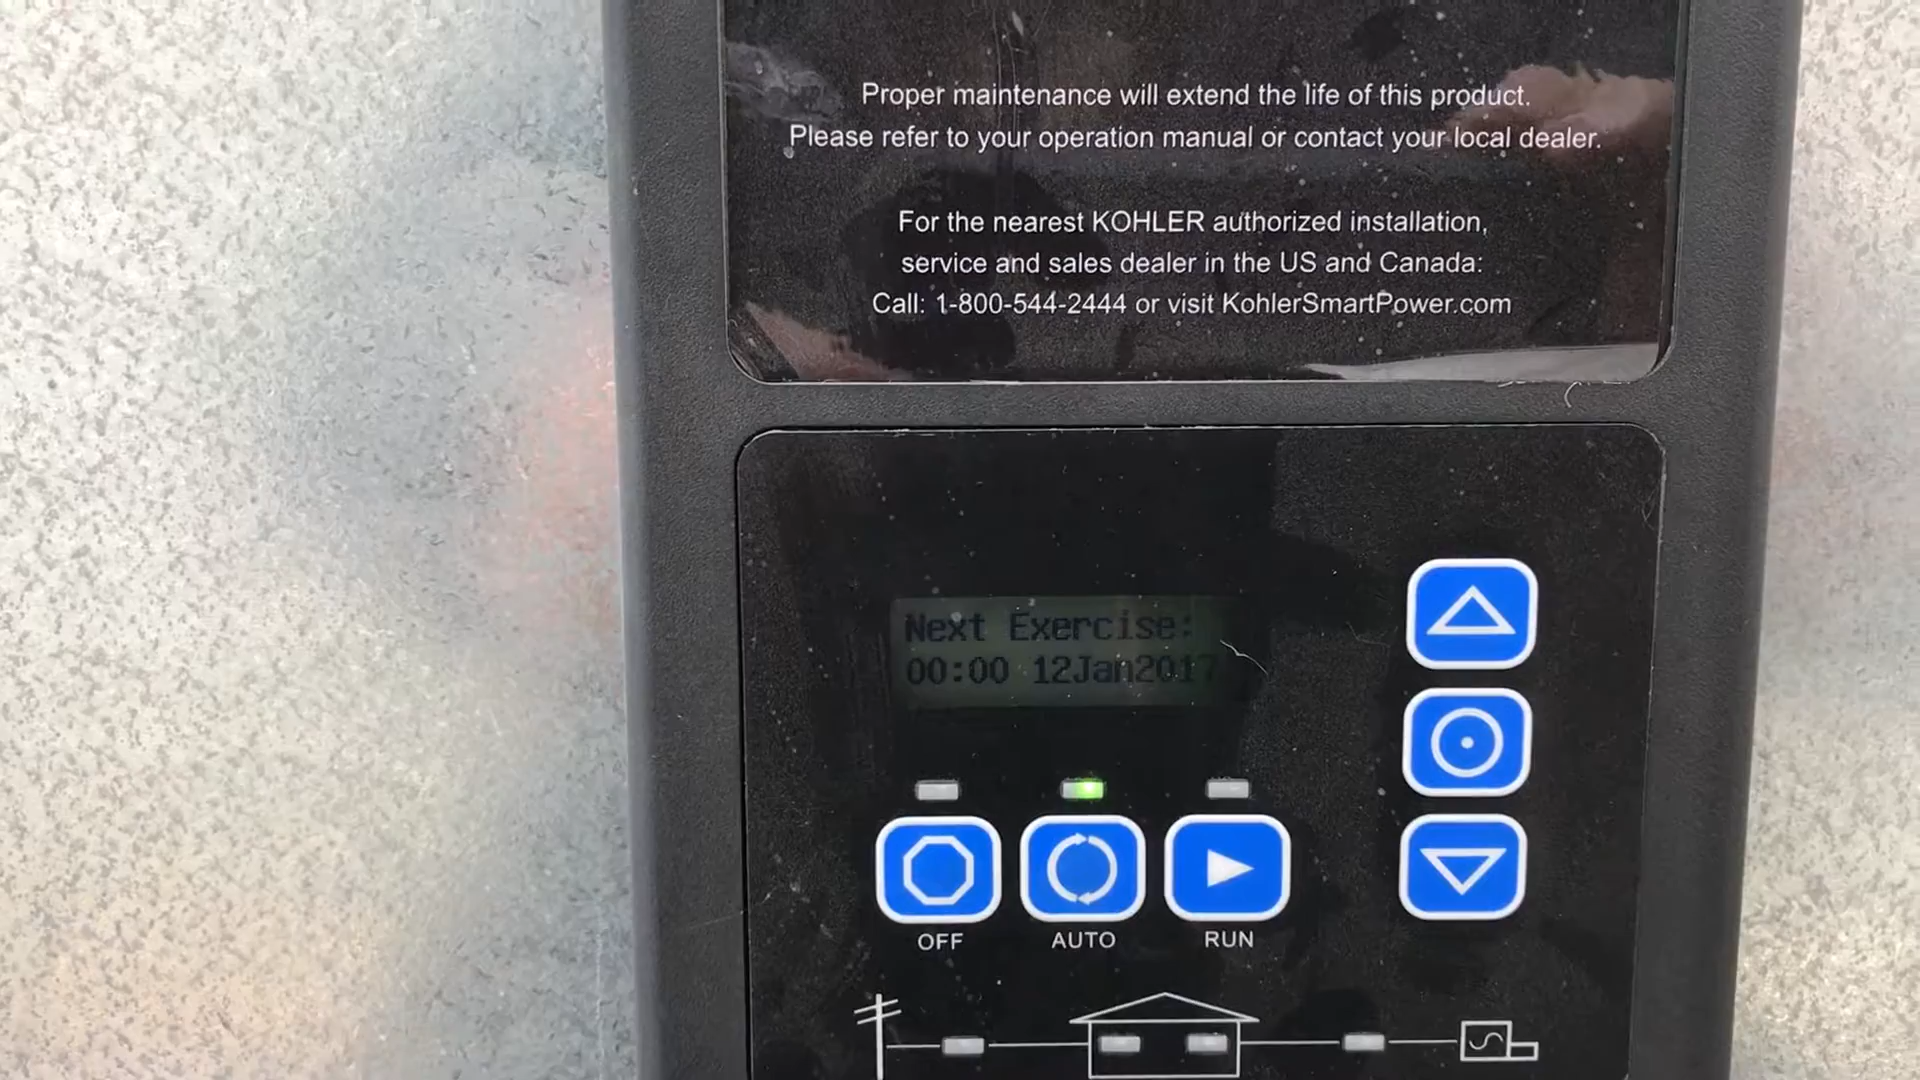 Proper maintenance will extend the life of this product.
Please refer to your operation manual or contact your local dealer.
For the nearest KOHLER authorized installation,
service and sales dealer in the US and Canada:
Call: 1-800-544-2444 or visit KohlerSmartPower.com
Next Exercise:
00:00 12Jan2017
OFF AUTO RUN